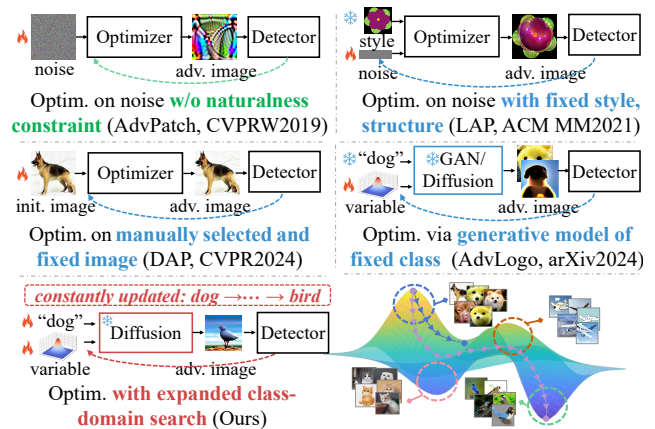 Optimizer
Detector
noise
adv. image
Optim. on noise w/o naturalness
constraint (AdvPatch, CVPRW2019)
style
Optimizer
Detector
noise
adv. image
Optim. on noise with fixed style,
structure (LAP, ACM MM2021)
Optimizer
Detector
init. image
adv. image
Optim. on manually selected and
fixed image (DAP, CVPR2024)
“dog”
GAN/
Diffusion
Detector
variable
adv. image
Optim. via generative model of
fixed class (AdvLogo, arXiv2024)
constantly updated: dog →⋯ → bird
“dog”
Diffusion
Detector
variable
adv. image
Optim. with expanded class-
domain search (Ours)